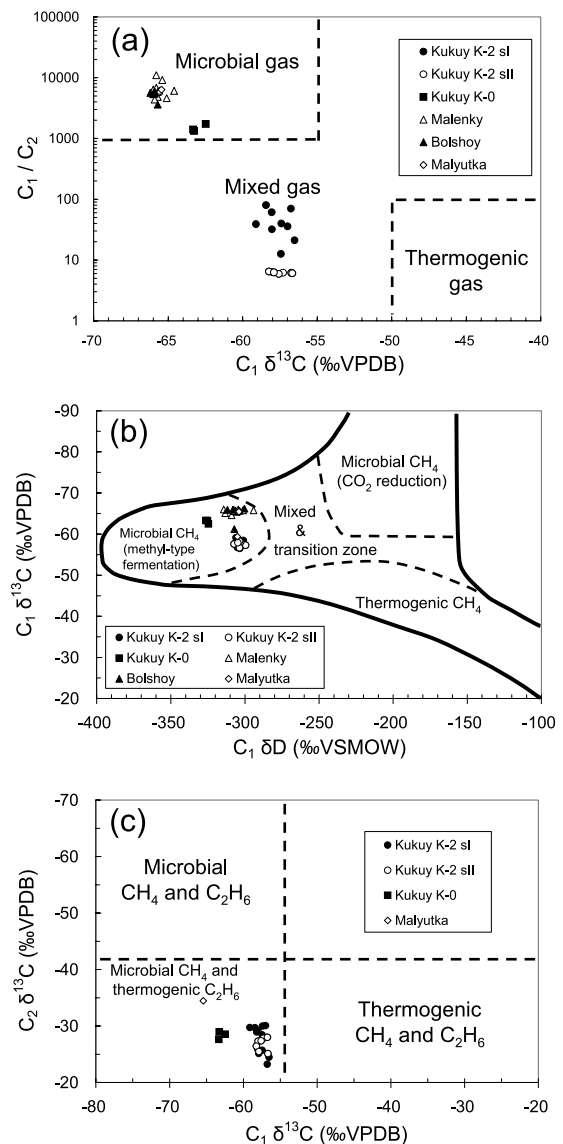 (a)
Microbial gas
Mixed gas
Thermogenic
gas
Kukuy K-2 sI
Kukuy K-2 sII
Kukuy K-0
Malenky
Bolshoy
Malyutka
C₁ / C₂
100000
10000
1000
100
10
1
-70 -65 -60 -55 -50 -45 -40
C₁ δ¹³C (‰VPDB)
(b)
Microbial CH₄
(CO₂ reduction)
Mixed
&
transition zone
Microbial CH₄
(methyl-type
fermentation)
Thermogenic CH₄
Kukuy K-2 sI Kukuy K-2 sII
Kukuy K-0 Malenky
Bolshoy Malyutka
C₁ δ¹³C (‰VPDB)
-90
-80
-70
-60
-50
-40
-30
-20
-400 -350 -300 -250 -200 -150 -100
C₁ δD (‰VSMOW)
(c)
Microbial
CH₄ and C₂H₆
Microbial CH₄ and
thermogenic C₂H₆
Thermogenic
CH₄ and C₂H₆
Kukuy K-2 sI
Kukuy K-2 sII
Kukuy K-0
Malyutka
C₂ δ¹³C (‰VPDB)
-70
-60
-50
-40
-30
-20
-80 -70 -60 -50 -40 -30 -20
C₁ δ¹³C (‰VPDB)